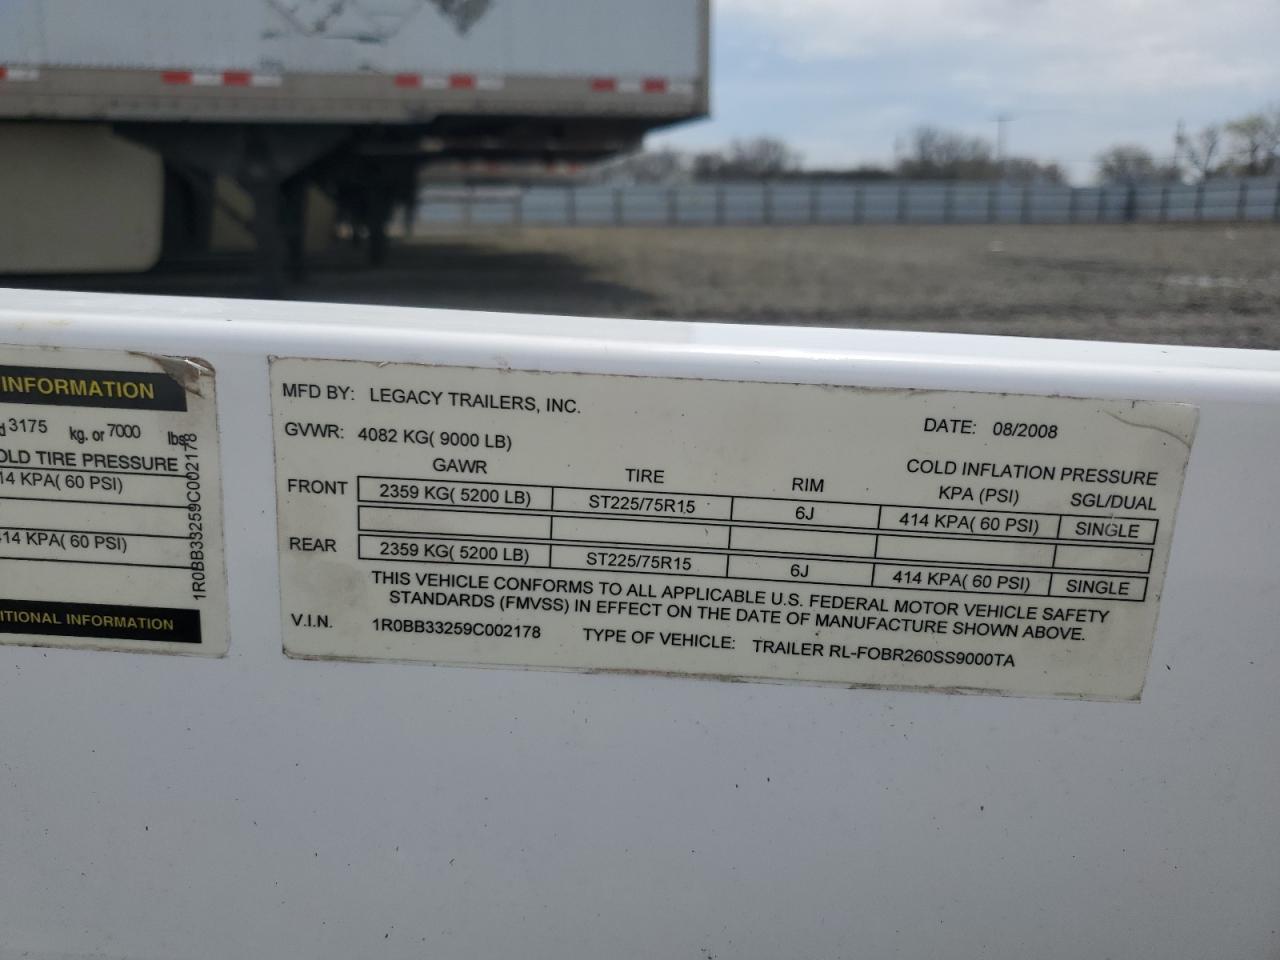 INFORMATION
3175 kg. or 7000 lbs
OLD TIRE PRESSURE
414 KPA( 60 PSI)
414 KPA( 60 PSI)
ITIONAL INFORMATION
1R0BB33259C002178
MFD BY: LEGACY TRAILERS, INC.
DATE: 08/2008
GVWR: 4082 KG( 9000 LB)
COLD INFLATION PRESSURE
GAWR TIRE RIM KPA (PSI) SGL/DUAL
FRONT 2359 KG( 5200 LB) ST225/75R15 6J 414 KPA( 60 PSI) SINGLE
REAR 2359 KG( 5200 LB) ST225/75R15 6J 414 KPA( 60 PSI) SINGLE
THIS VEHICLE CONFORMS TO ALL APPLICABLE U.S. FEDERAL MOTOR VEHICLE SAFETY
STANDARDS (FMVSS) IN EFFECT ON THE DATE OF MANUFACTURE SHOWN ABOVE.
V.I.N. 1R0BB33259C002178 TYPE OF VEHICLE: TRAILER RL-FOBR260SS9000TA